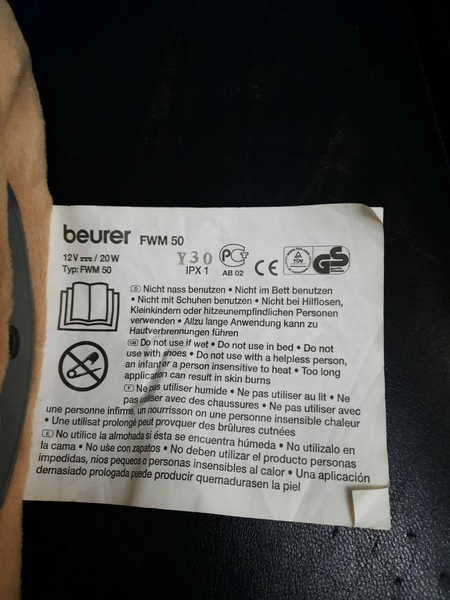 beurer FWM 50
12V ⎓ / 20W
Typ: FWM 50
Y30
IPX 1
PCT
AB 02
CE
TÜV
GS
D Nicht nass benutzen • Nicht im Bett benutzen
• Nicht mit Schuhen benutzen • Nicht bei Hilflosen,
Kleinkindern oder hitzeunempfindlichen Personen
verwenden • Allzu lange Anwendung kann zu
Hautverbrennungen führen
GB Do not use if wet • Do not use in bed • Do not
use with shoes • Do not use with a helpless person,
an infant or a person insensitive to heat • Too long
application can result in skin burns
F Ne pas utiliser humide • Ne pas utiliser au lit • Ne
pas utiliser avec des chaussures • Ne pas utiliser avec
une personne infirme, un nourrisson or une personne insensible chaleur
• Une utilisat prolongé peut provoquer des brûlures cutnées
E No utilice la almohada si ésta se encuentra húmeda • No utilizalo en
la cama • No use con zapatos • No deben utilizar el producto personas
impedidas, nios pequeos o personas insensibles al calor • Una aplicación
demasiado prologada puede producir quemadurasen la piel